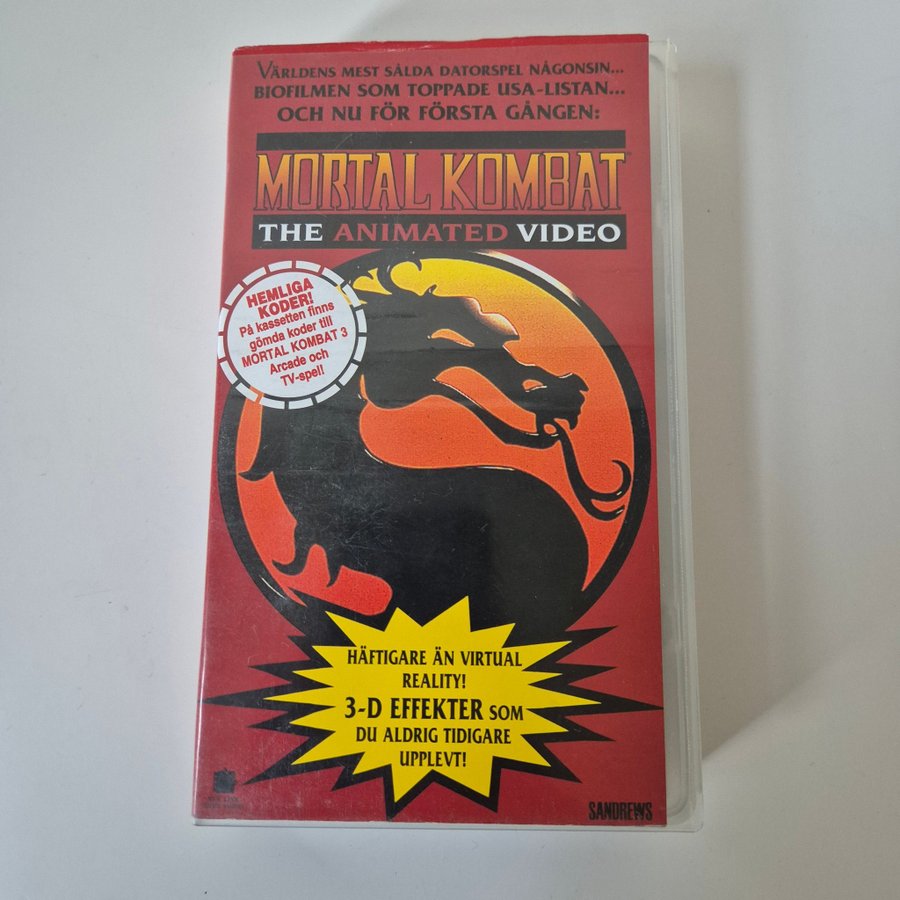 VÄRLDENS MEST SÅLDA DATORSPEL NÅGONSIN...
BIOFILMEN SOM TOPPADE USA-LISTAN...
OCH NU FÖR FÖRSTA GÅNGEN:
MORTAL KOMBAT
THE ANIMATED VIDEO
HEMLIGA
KODER!
På kassetten finns
gömda koder till
MORTAL KOMBAT 3
Arcade och
TV-spel!
HÄFTIGARE ÄN VIRTUAL
REALITY!
3-D EFFEKTER SOM
DU ALDRIG TIDIGARE
UPPLEVT!
SANDREWS